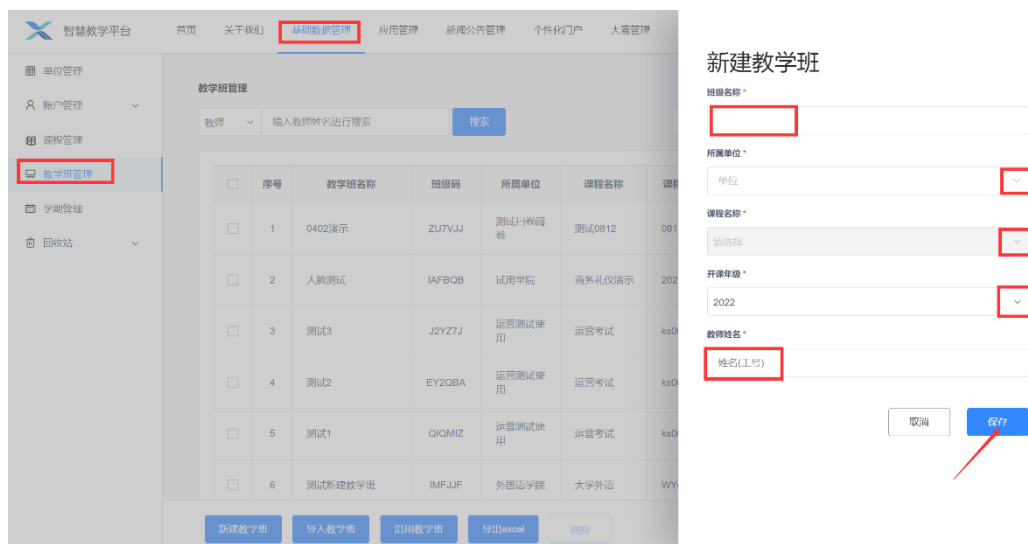 智慧教学平台 首页 关于我们 基础数据管理 应用管理 新闻公告管理 个性化门户 大赛管理
单位管理
账户管理
课程管理
教学班管理
学期管理
回收站
教学班管理
教师 输入教师姓名进行搜索 搜索
序号 教学班名称 班级码 所属单位 课程名称
1 0402演示 ZU7VJJ 测试扫卷阅卷 测试0812 081
2 人脸测试 IAFBQB 试用学院 商务礼仪演示 202
3 测试3 J2YZ7J 运营测试使用 运营考试 ks0
4 测试2 EY2QBA 运营测试使用 运营考试 ks0
5 测试1 QIQMIZ 运营测试使用 运营考试 ks0
6 测试新建教学班 IMFJJF 外国语学院 大学外语 WY
新建教学班 导入教学班 沿用教学班 导出excel 删除
新建教学班
班级名称 *
所属单位 *
单位
课程名称 *
请选择
开课年级 *
2022
教师姓名 *
姓名(工号)
取消 保存